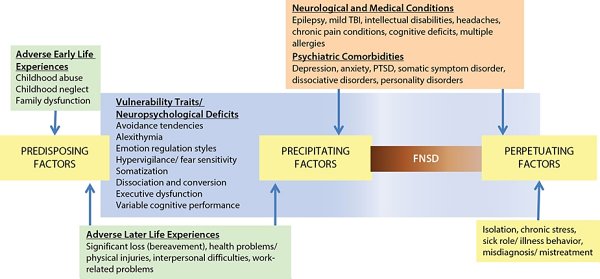 Neurological and Medical Conditions
Epilepsy, mild TBI, intellectual disabilities, headaches,
chronic pain conditions, cognitive deficits, multiple
allergies
Psychiatric Comorbidities
Depression, anxiety, PTSD, somatic symptom disorder,
dissociative disorders, personality disorders
Adverse Early Life
Experiences
Childhood abuse
Childhood neglect
Family dysfunction
Vulnerability Traits/
Neuropsychological Deficits
Avoidance tendencies
Alexithymia
Emotion regulation styles
Hypervigilance/ fear sensitivity
Somatization
Dissociation and conversion
Executive dysfunction
Variable cognitive performance
PREDISPOSING
FACTORS
PRECIPITATING
FACTORS
FNSD
PERPETUATING
FACTORS
Adverse Later Life Experiences
Significant loss (bereavement), health problems/
physical injuries, interpersonal difficulties, work-
related problems
Isolation, chronic stress,
sick role/ illness behavior,
misdiagnosis/ mistreatment